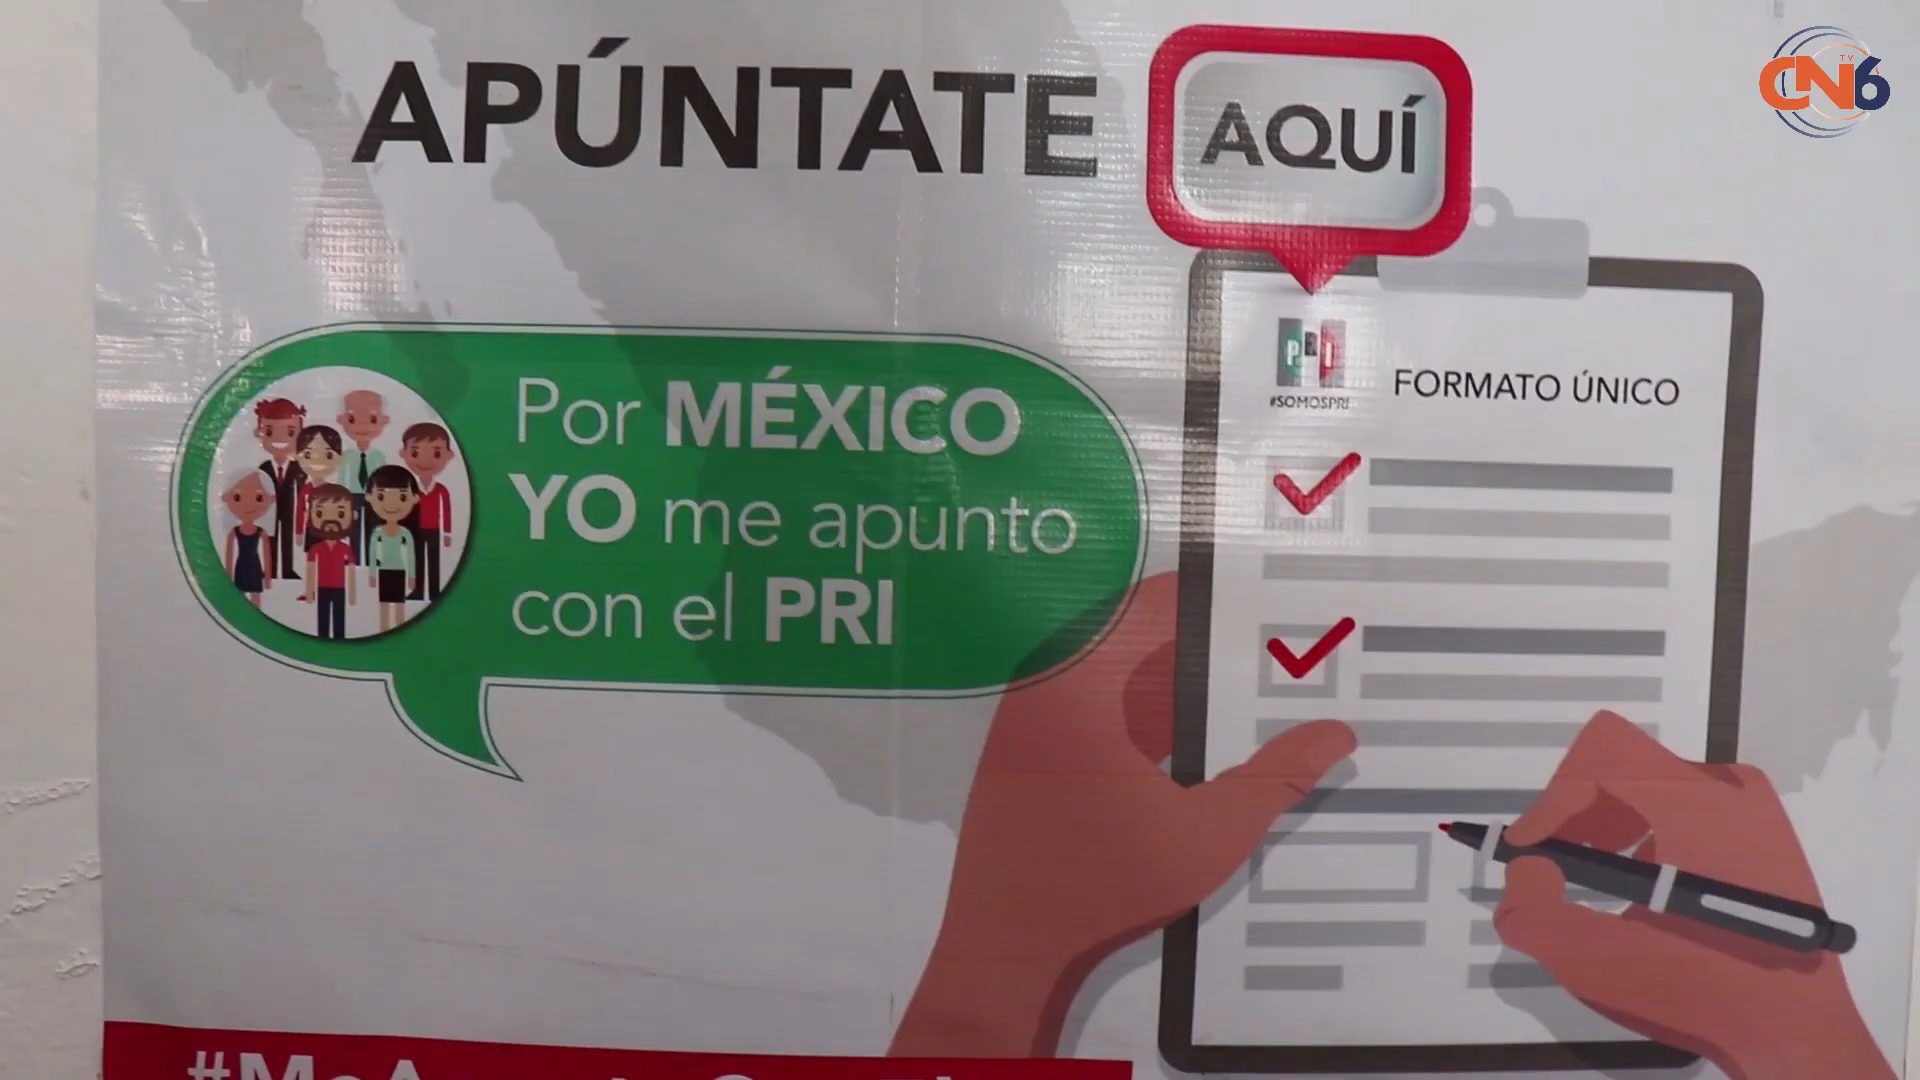 APÚNTATE AQUÍ
CN6 TV
PRI
#SOMOSPRI
FORMATO ÚNICO
Por MÉXICO
YO me apunto
con el PRI